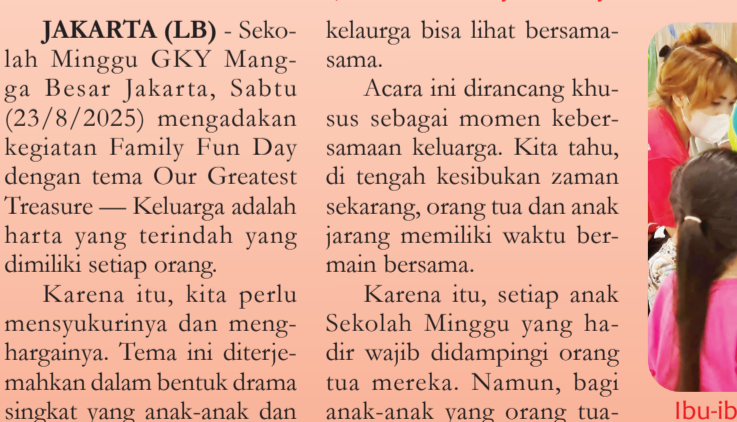 JAKARTA (LB) - Seko-
lah Minggu GKY Mang-
ga Besar Jakarta, Sabtu
(23/8/2025) mengadakan
kegiatan Family Fun Day
dengan tema Our Greatest
Treasure — Keluarga adalah
harta yang terindah yang
dimiliki setiap orang.
Karena itu, kita perlu
mensyukurinya dan meng-
hargainya. Tema ini diterje-
mahkan dalam bentuk drama
singkat yang anak-anak dan
kelaurga bisa lihat bersama-
sama.
Acara ini dirancang khu-
sus sebagai momen keber-
samaan keluarga. Kita tahu,
di tengah kesibukan zaman
sekarang, orang tua dan anak
jarang memiliki waktu ber-
main bersama.
Karena itu, setiap anak
Sekolah Minggu yang ha-
dir wajib didampingi orang
tua mereka. Namun, bagi
anak-anak yang orang tua-
Ibu-ib